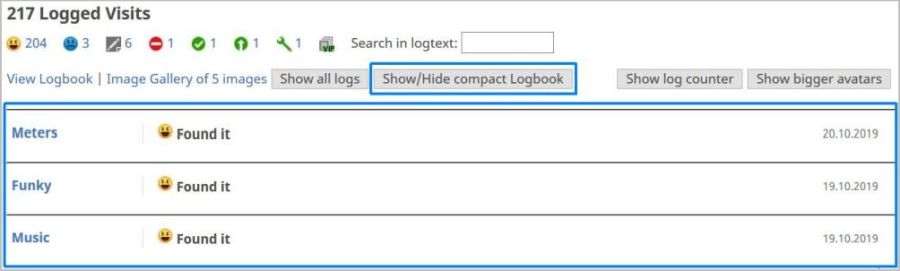 217 Logged Visits
204 3 6 1 1 1 1 VIP Search in logtext:
View Logbook | Image Gallery of 5 images Show all logs Show/Hide compact Logbook Show log counter Show bigger avatars
Meters Found it 20.10.2019
Funky Found it 19.10.2019
Music Found it 19.10.2019